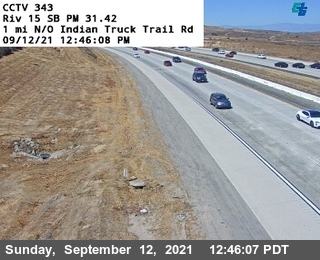 CCTV 343
Riv 15 SB PM 31.42
1 mi N/O Indian Truck Trail Rd
09/12/21 12:46:08 PM
Sunday, September 12, 2021 12:46:07 PDT